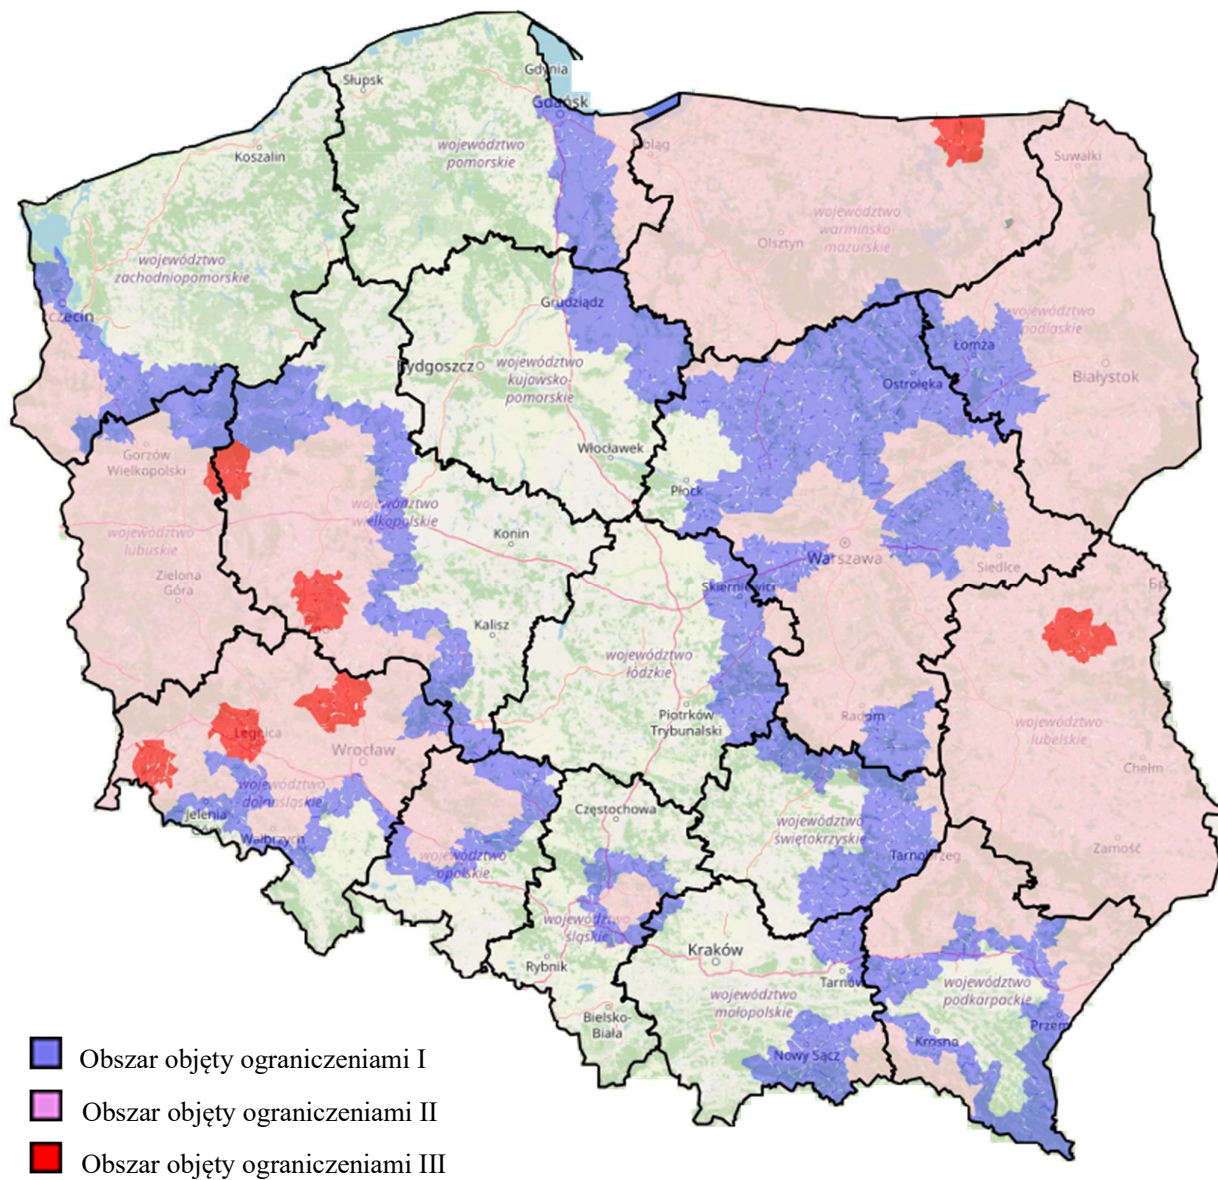 Słupsk
Gdynia
Gdańsk
Koszalin
województwo
pomorskie
Suwałki
województwo
warmińsko-
mazurskie
Olsztyn
województwo
zachodniopomorskie
Grudziądz
województwo
podlaskie
Łomża
Bydgoszcz
województwo
kujawsko-
pomorskie
Ostrołęka
Białystok
Włocławek
Gorzów
Wielkopolski
Płock
województwo
wielkopolskie
Konin
województwo
lubuskie
Warszawa
Siedlce
Zielona
Góra
Skierniewice
Kalisz
województwo
łódzkie
Piotrków
Trybunalski
Radom
województwo
lubelskie
Legnica
Wrocław
Chełm
województwo
dolnośląskie
Jelenia
Góra
Wałbrzych
Częstochowa
województwo
świętokrzyskie
województwo
opolskie
Tarnobrzeg
Zamość
województwo
śląskie
Kraków
Rybnik
Tarnów
województwo
podkarpackie
województwo
małopolskie
Bielsko-
Biała
Przem
Krosno
Nowy Sącz
Obszar objęty ograniczeniami I
Obszar objęty ograniczeniami II
Obszar objęty ograniczeniami III